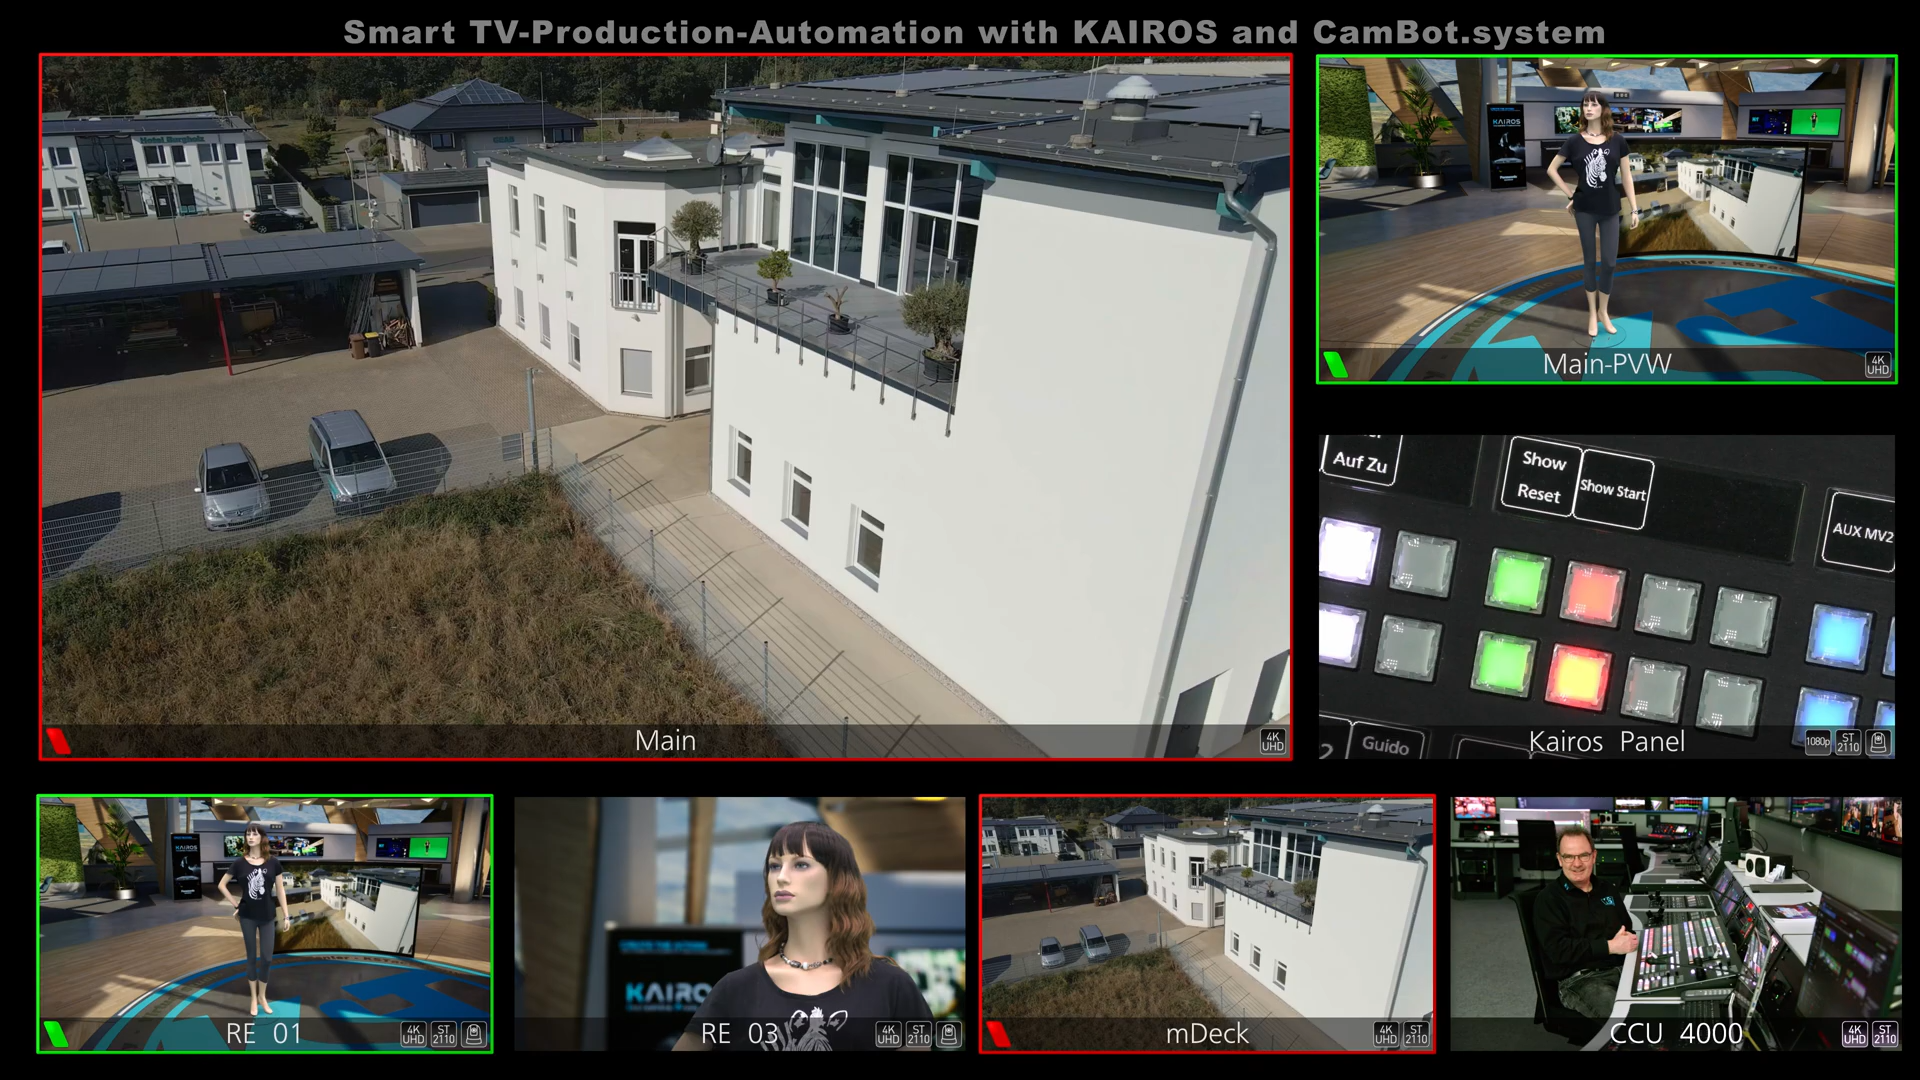 Smart TV-Production-Automation with KAIROS and CamBot.system
Main
4K
UHD
KAIROS
Main-PVW
4K
UHD
Auf Zu
Show
Reset
Show Start
AUX MV2
Guido
Kairos Panel
1080p
ST
2110
RE 01
4K
UHD
ST
2110
KAIRO
RE 03
4K
UHD
ST
2110
mDeck
4K
UHD
ST
2110
CCU 4000
4K
UHD
ST
2110